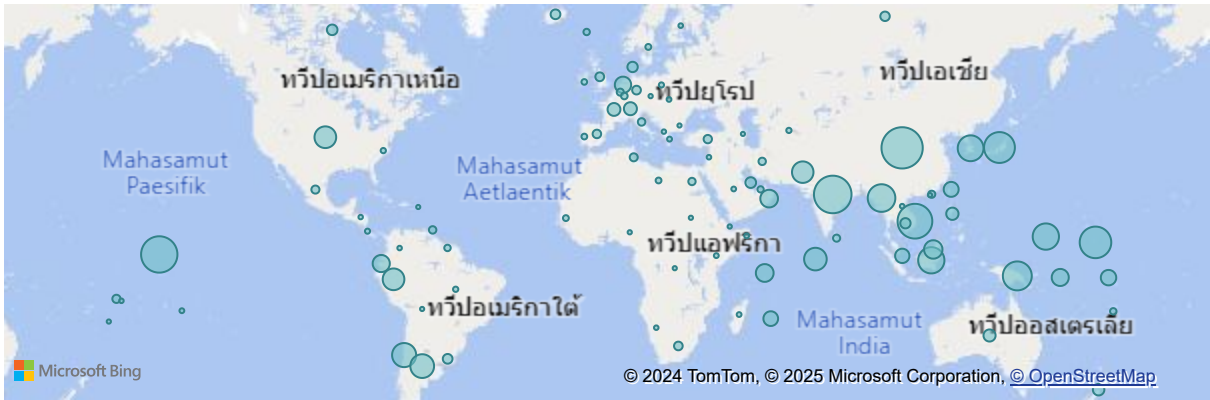 ทวีปอเมริกาเหนือ
ทวีปยุโรป
ทวีปเอเชีย
Mahasamut
Paesifik
Mahasamut
Aetlaentik
ทวีปแอฟริกา
ทวีปอเมริกาใต้
Mahasamut
India
ทวีปออสเตรเลีย
Microsoft Bing
© 2024 TomTom, © 2025 Microsoft Corporation, © OpenStreetMap